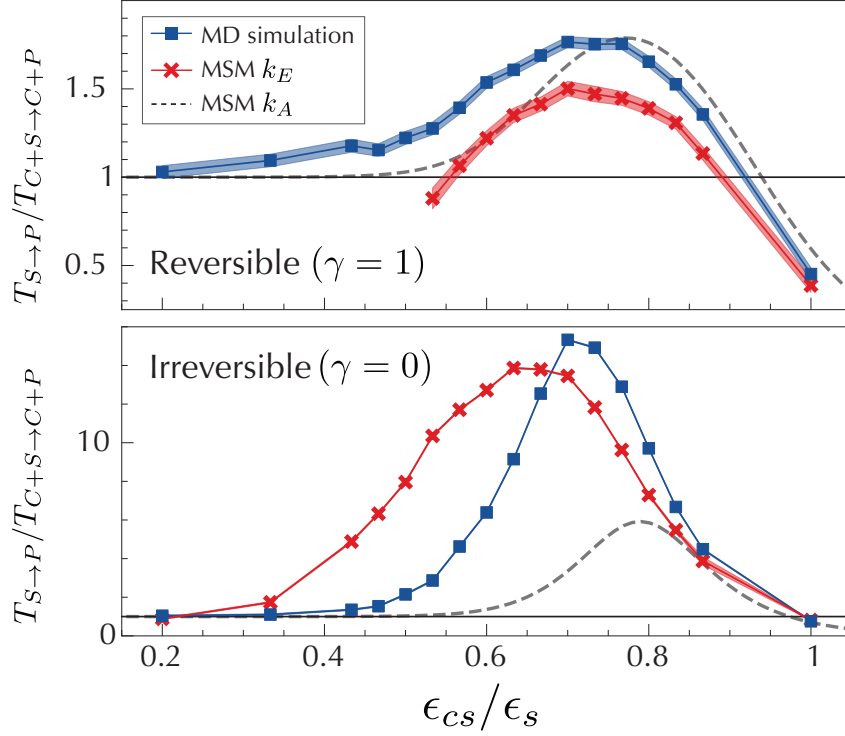 T_{S→P}/T_{C+S→C+P}
MD simulation
MSM k_E
MSM k_A
1.5
1
0.5
Reversible (γ = 1)
T_{S→P}/T_{C+S→C+P}
Irreversible (γ = 0)
10
0
0.2 0.4 0.6 0.8 1
ϵ_{cs}/ϵ_s